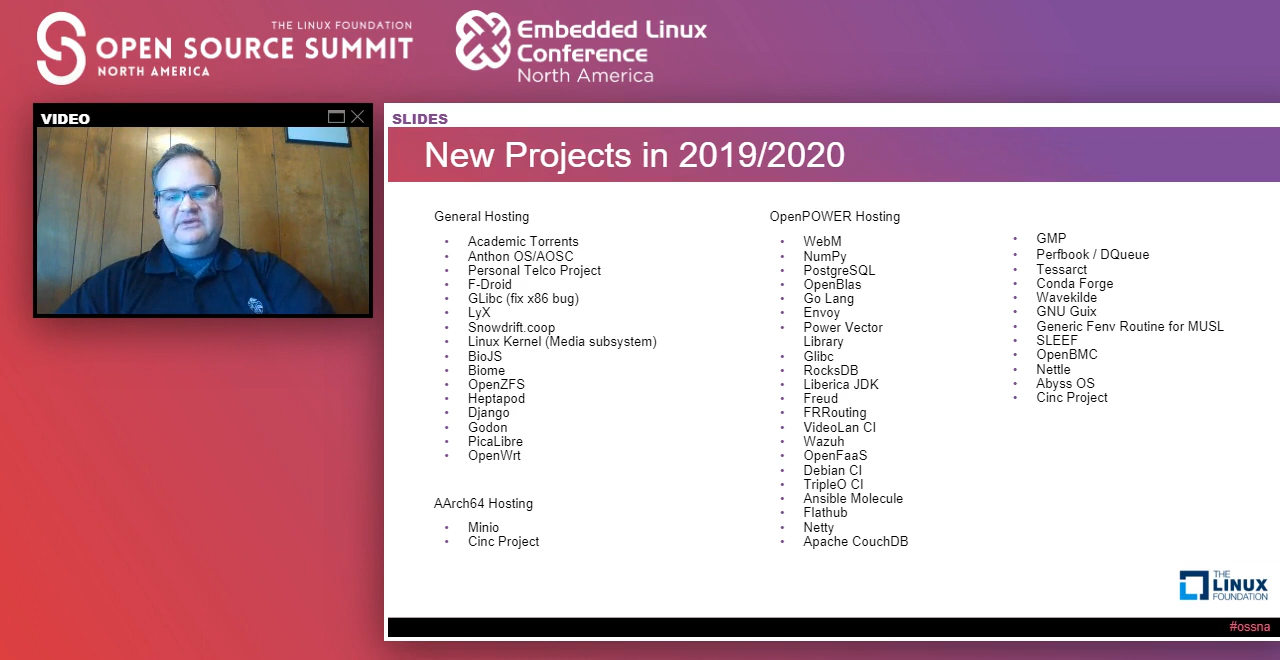 THE LINUX FOUNDATION
OPEN SOURCE SUMMIT
NORTH AMERICA
Embedded Linux
Conference
North America
VIDEO
SLIDES
New Projects in 2019/2020
General Hosting
• Academic Torrents
• Anthon OS/AOSC
• Personal Telco Project
• F-Droid
• GLibc (fix x86 bug)
• LyX
• Snowdrift.coop
• Linux Kernel (Media subsystem)
• BioJS
• Biome
• OpenZFS
• Heptapod
• Django
• Godon
• PicaLibre
• OpenWrt
AArch64 Hosting
• Minio
• Cinc Project
OpenPOWER Hosting
• WebM
• NumPy
• PostgreSQL
• OpenBlas
• Go Lang
• Envoy
• Power Vector
Library
• Glibc
• RocksDB
• Liberica JDK
• Freud
• FRRouting
• VideoLan CI
• Wazuh
• OpenFaaS
• Debian CI
• TripleO CI
• Ansible Molecule
• Flathub
• Netty
• Apache CouchDB
• GMP
• Perfbook / DQueue
• Tessarct
• Conda Forge
• Wavekilde
• GNU Guix
• Generic Fenv Routine for MUSL
• SLEEF
• OpenBMC
• Nettle
• Abyss OS
• Cinc Project
THE
LINUX
FOUNDATION
#ossna